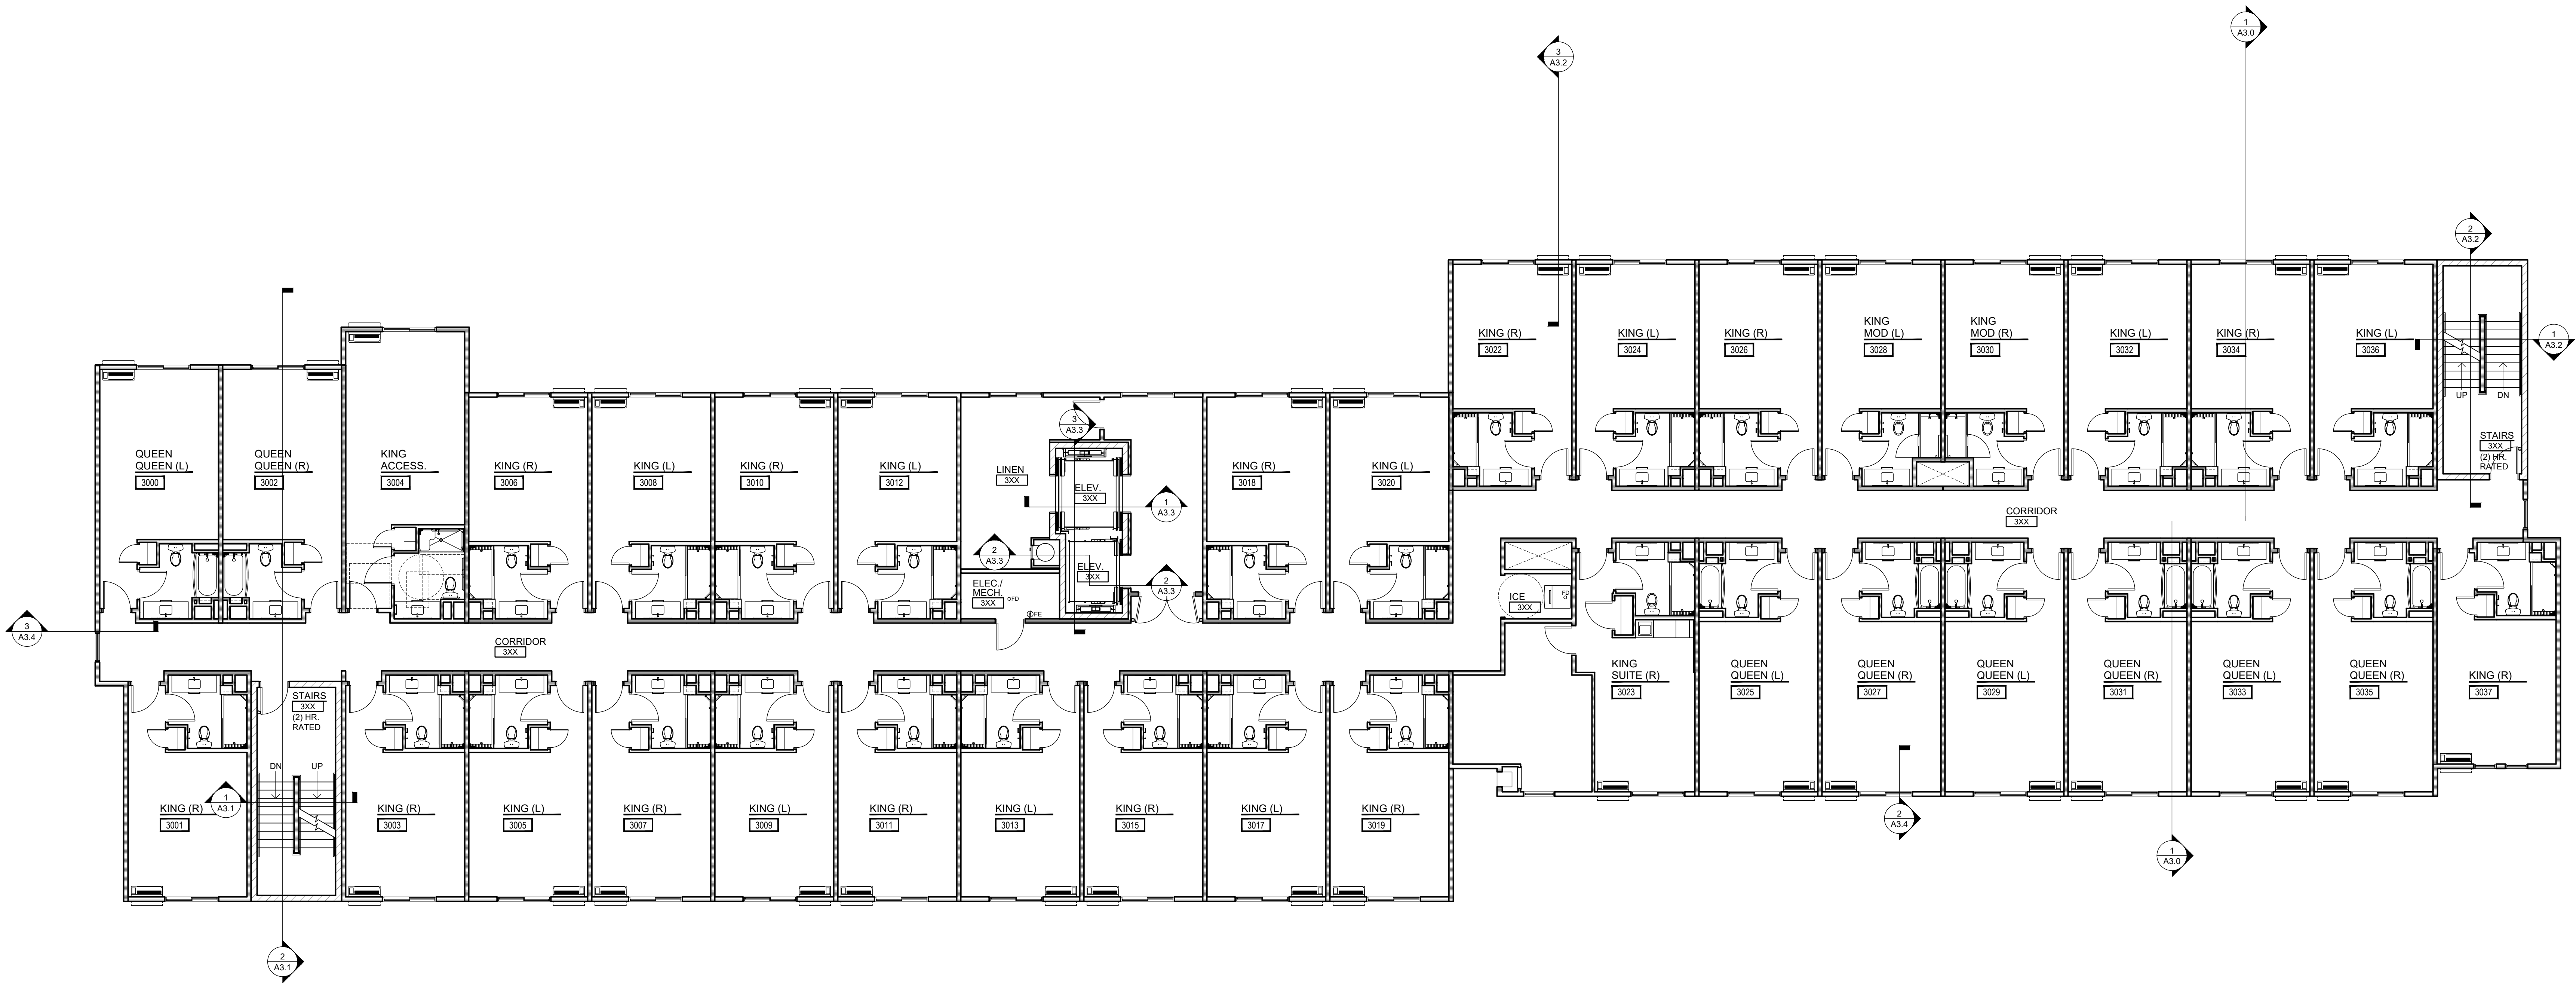 1
A3.0
3
A3.2
2
A3.2
1
A3.2
KING (R)
3022
KING (L)
3024
KING (R)
3026
KING
MOD (L)
3028
KING
MOD (R)
3030
KING (L)
3032
KING (R)
3034
KING (L)
3036
UP
DN
STAIRS
3XX
(2) HR.
RATED
QUEEN
QUEEN (L)
3000
QUEEN
QUEEN (R)
3002
KING
ACCESS.
3004
KING (R)
3006
KING (L)
3008
KING (R)
3010
KING (L)
3012
LINEN
3XX
3
A3.3
ELEV.
3XX
1
A3.3
2
A3.3
ELEV.
3XX
2
A3.3
ELEC./
MECH.
3XX
FD
FE
KING (R)
3018
KING (L)
3020
CORRIDOR
3XX
ICE
3XX
FD
3
A3.4
CORRIDOR
3XX
KING (R)
3001
STAIRS
3XX
(2) HR.
RATED
DN
UP
1
A3.1
KING (R)
3003
KING (L)
3005
KING (R)
3007
KING (L)
3009
KING (R)
3011
KING (L)
3013
KING (R)
3015
KING (L)
3017
KING (R)
3019
KING
SUITE (R)
3023
QUEEN
QUEEN (L)
3025
QUEEN
QUEEN (R)
3027
QUEEN
QUEEN (L)
3029
QUEEN
QUEEN (R)
3031
QUEEN
QUEEN (L)
3033
QUEEN
QUEEN (R)
3035
KING (R)
3037
2
A3.4
1
A3.0
2
A3.1